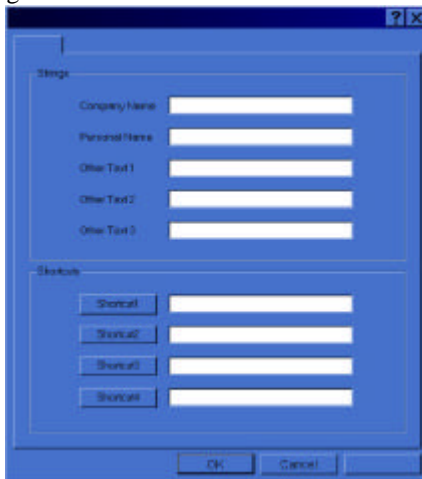 ?
Strings
Company Name
Personal Name
Other Text 1
Other Text 2
Other Text 3
Shortcuts
Shortcut1
Shortcut2
Shortcut3
Shortcut4
OK
Cancel